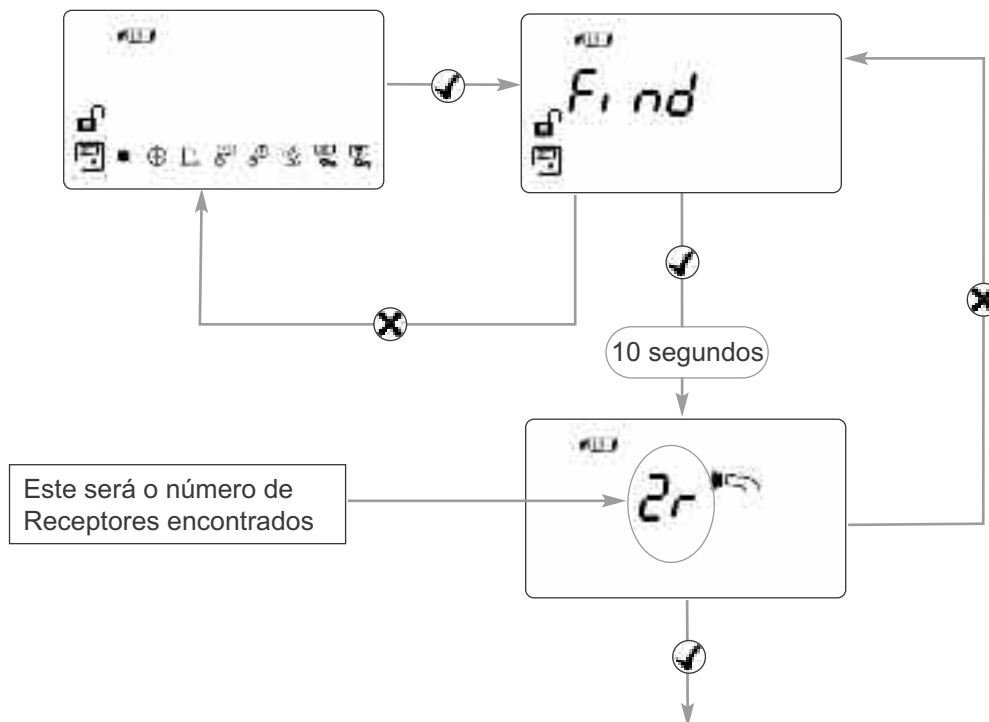 Find
10 segundos
Este será o número de
Receptores encontrados
2r